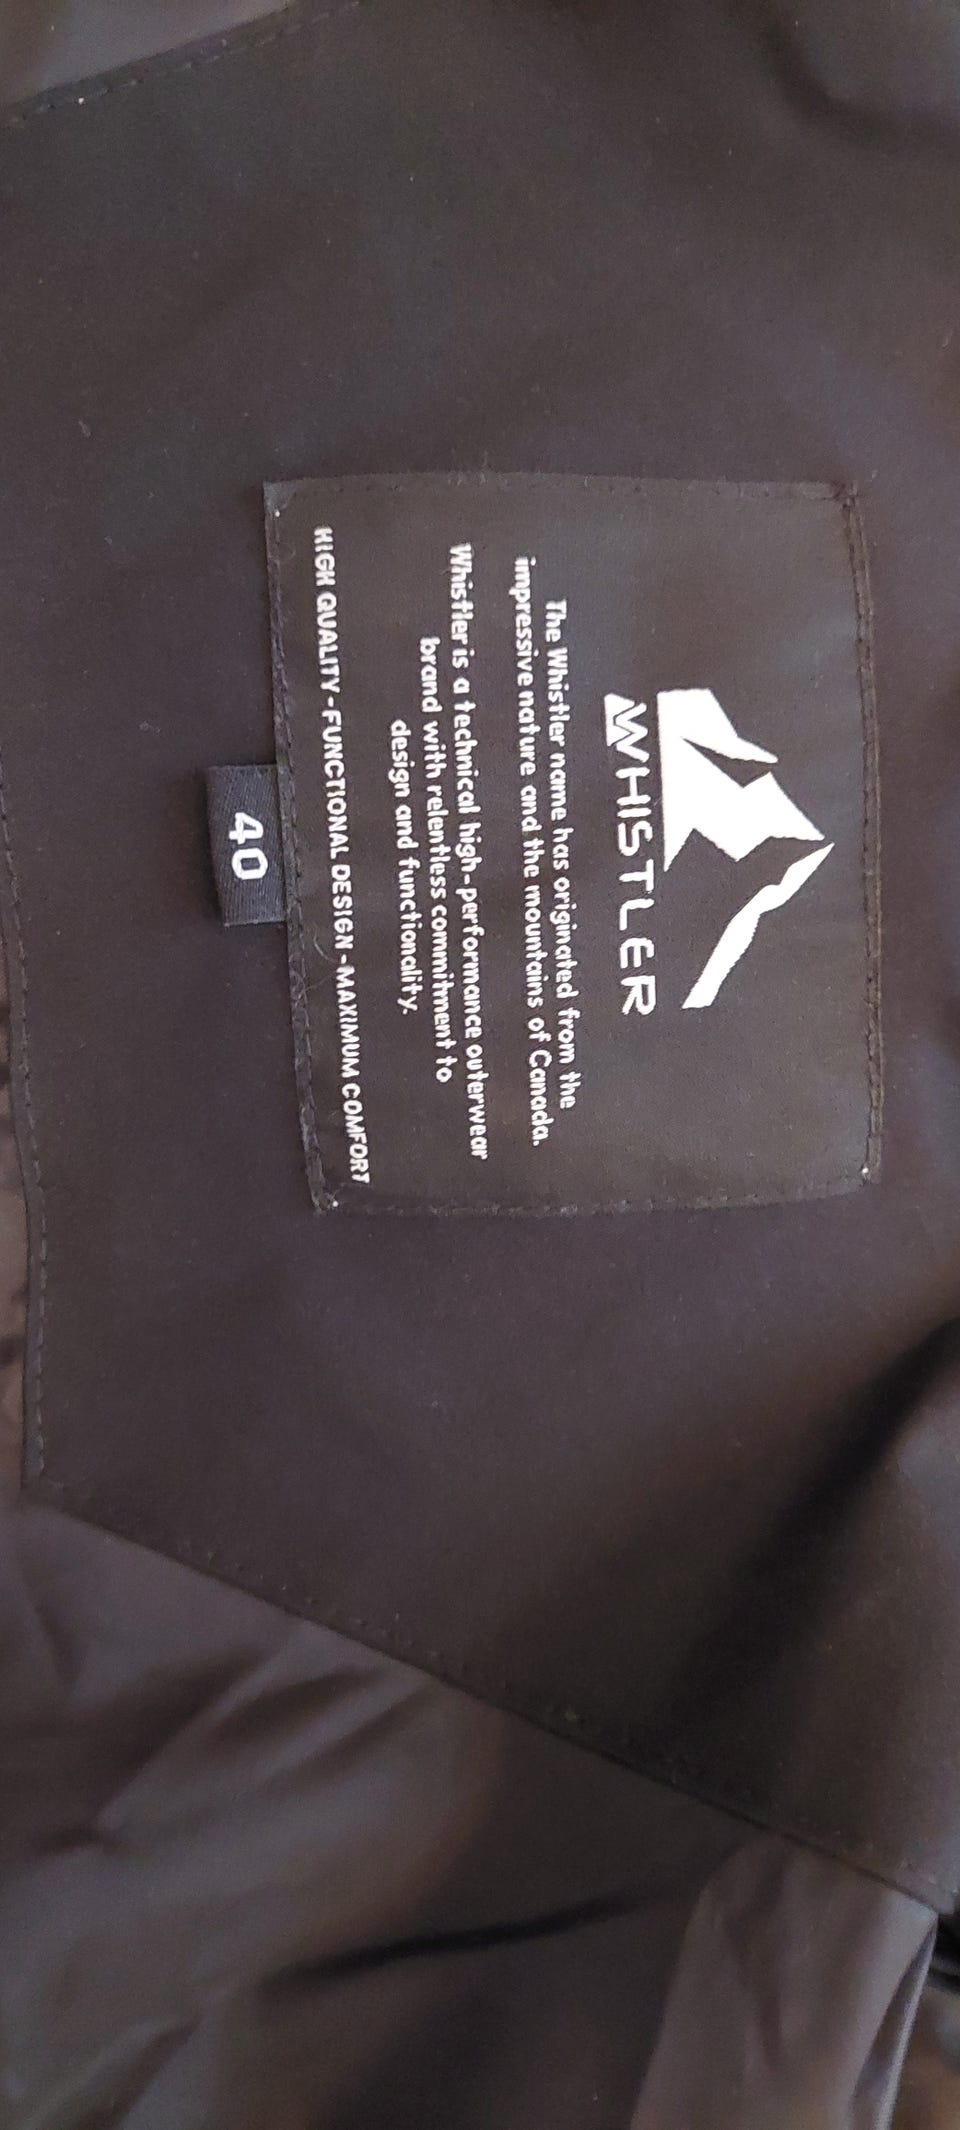 WHISTLER
The Whistler name has originated from the
impressive nature and the mountains of Canada.
Whistler is a technical high-performance outerwear
brand with relentless commitment to
design and functionality.
HIGH QUALITY-FUNCTIONAL DESIGN-MAXIMUM COMFORT
40